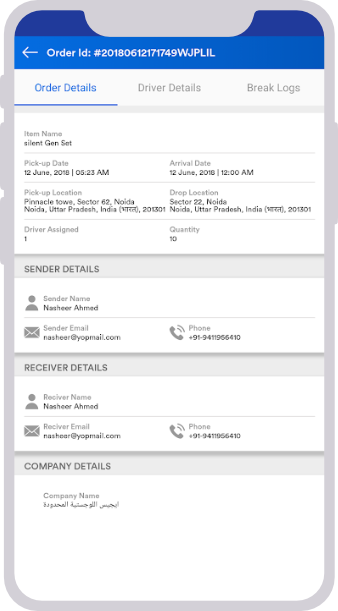 Order Id: #20180612171749WJPLIL
Order Details Driver Details Break Logs
Item Name
silent Gen Set
Pick-up Date Arrival Date
12 June, 2018 | 05:23 AM 12 June, 2018 | 12:00 AM
Pick-up Location Drop Location
Pinnacle towe, Sector 62, Noida Sector 22, Noida
Noida, Uttar Pradesh, India (भारत), 201301 Noida, Uttar Pradesh, India (भारत), 201301
Driver Assigned Quantity
1 10
SENDER DETAILS
Sender Name
Nasheer Ahmed
Sender Email Phone
nasheer@yopmail.com +91-9411956410
RECEIVER DETAILS
Reciver Name
Nasheer Ahmed
Reciver Email Phone
nasheer@yopmail.com +91-9411956410
COMPANY DETAILS
Company Name
ايجيس اللوجستية المحدودة